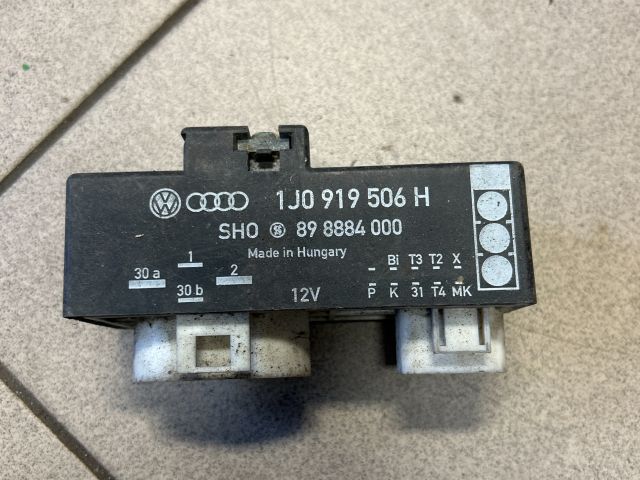 1J0 919 506 H
SHO 89 8884 000
Made in Hungary
30 a 1 2
30 b
12V
- Bi T3 T2 X
P K 31 T4 MK